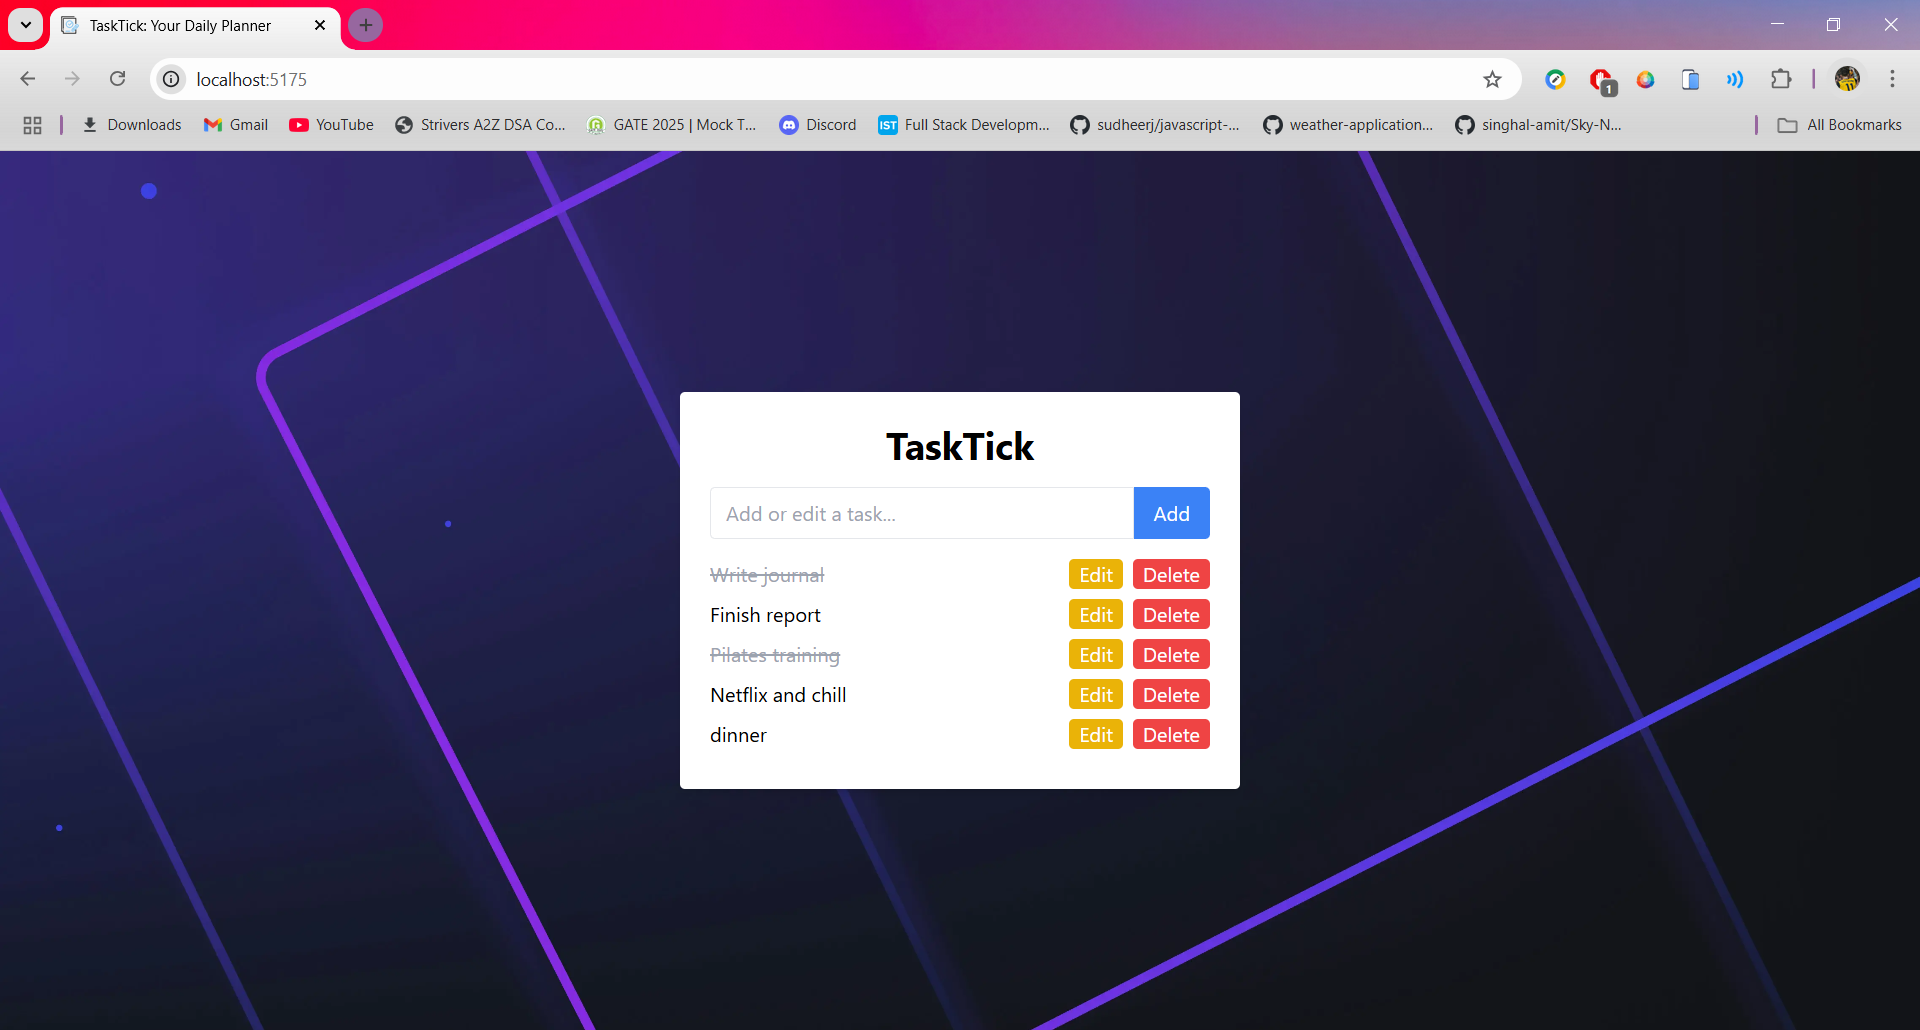 TaskTick: Your Daily Planner
localhost:5175
1
Downloads Gmail YouTube Strivers A2Z DSA Co... GATE 2025 | Mock T... Discord IST Full Stack Developm... sudheerj/javascript-... weather-application... singhal-amit/Sky-N... All Bookmarks
TaskTick
Add or edit a task... Add
Write journal Edit Delete
Finish report Edit Delete
Pilates training Edit Delete
Netflix and chill Edit Delete
dinner Edit Delete